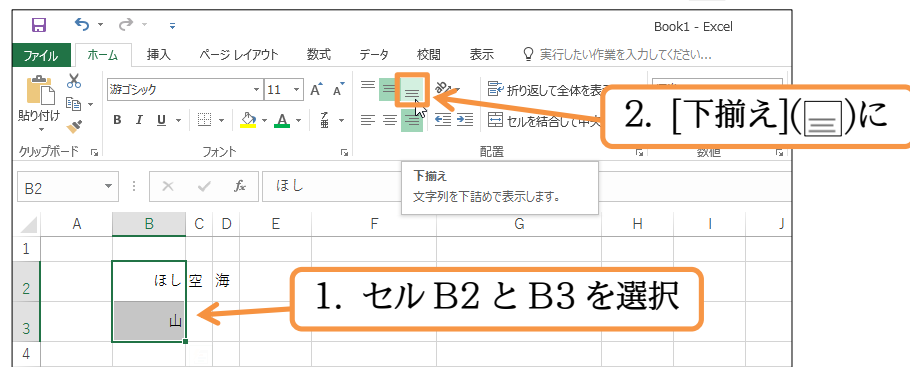 Book1 - Excel
ファイル ホーム 挿入 ページ レイアウト 数式 データ 校閲 表示 実行したい作業を入力してください...
游ゴシック 11 A A 折り返して全体を表
貼り付け B I U A セルを結合して中央
クリップボード フォント 配置 数値
2. [下揃え]( )に
下揃え
文字列を下詰めで表示します。
B2 fx ほし
A B C D E F G H I J
1
2 ほし 空 海
3 山
4
1. セル B2 と B3 を選択